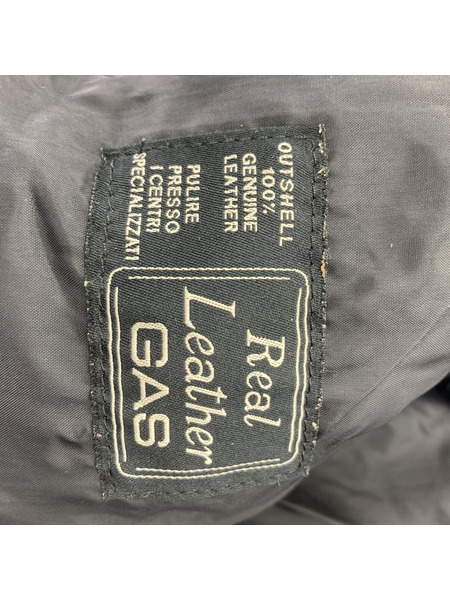 OUTSHELL
100%
GENUINE
LEATHER
PULIRE
PRESSO
I CENTRI
SPECIALIZZATI
Real
Leather
GAS